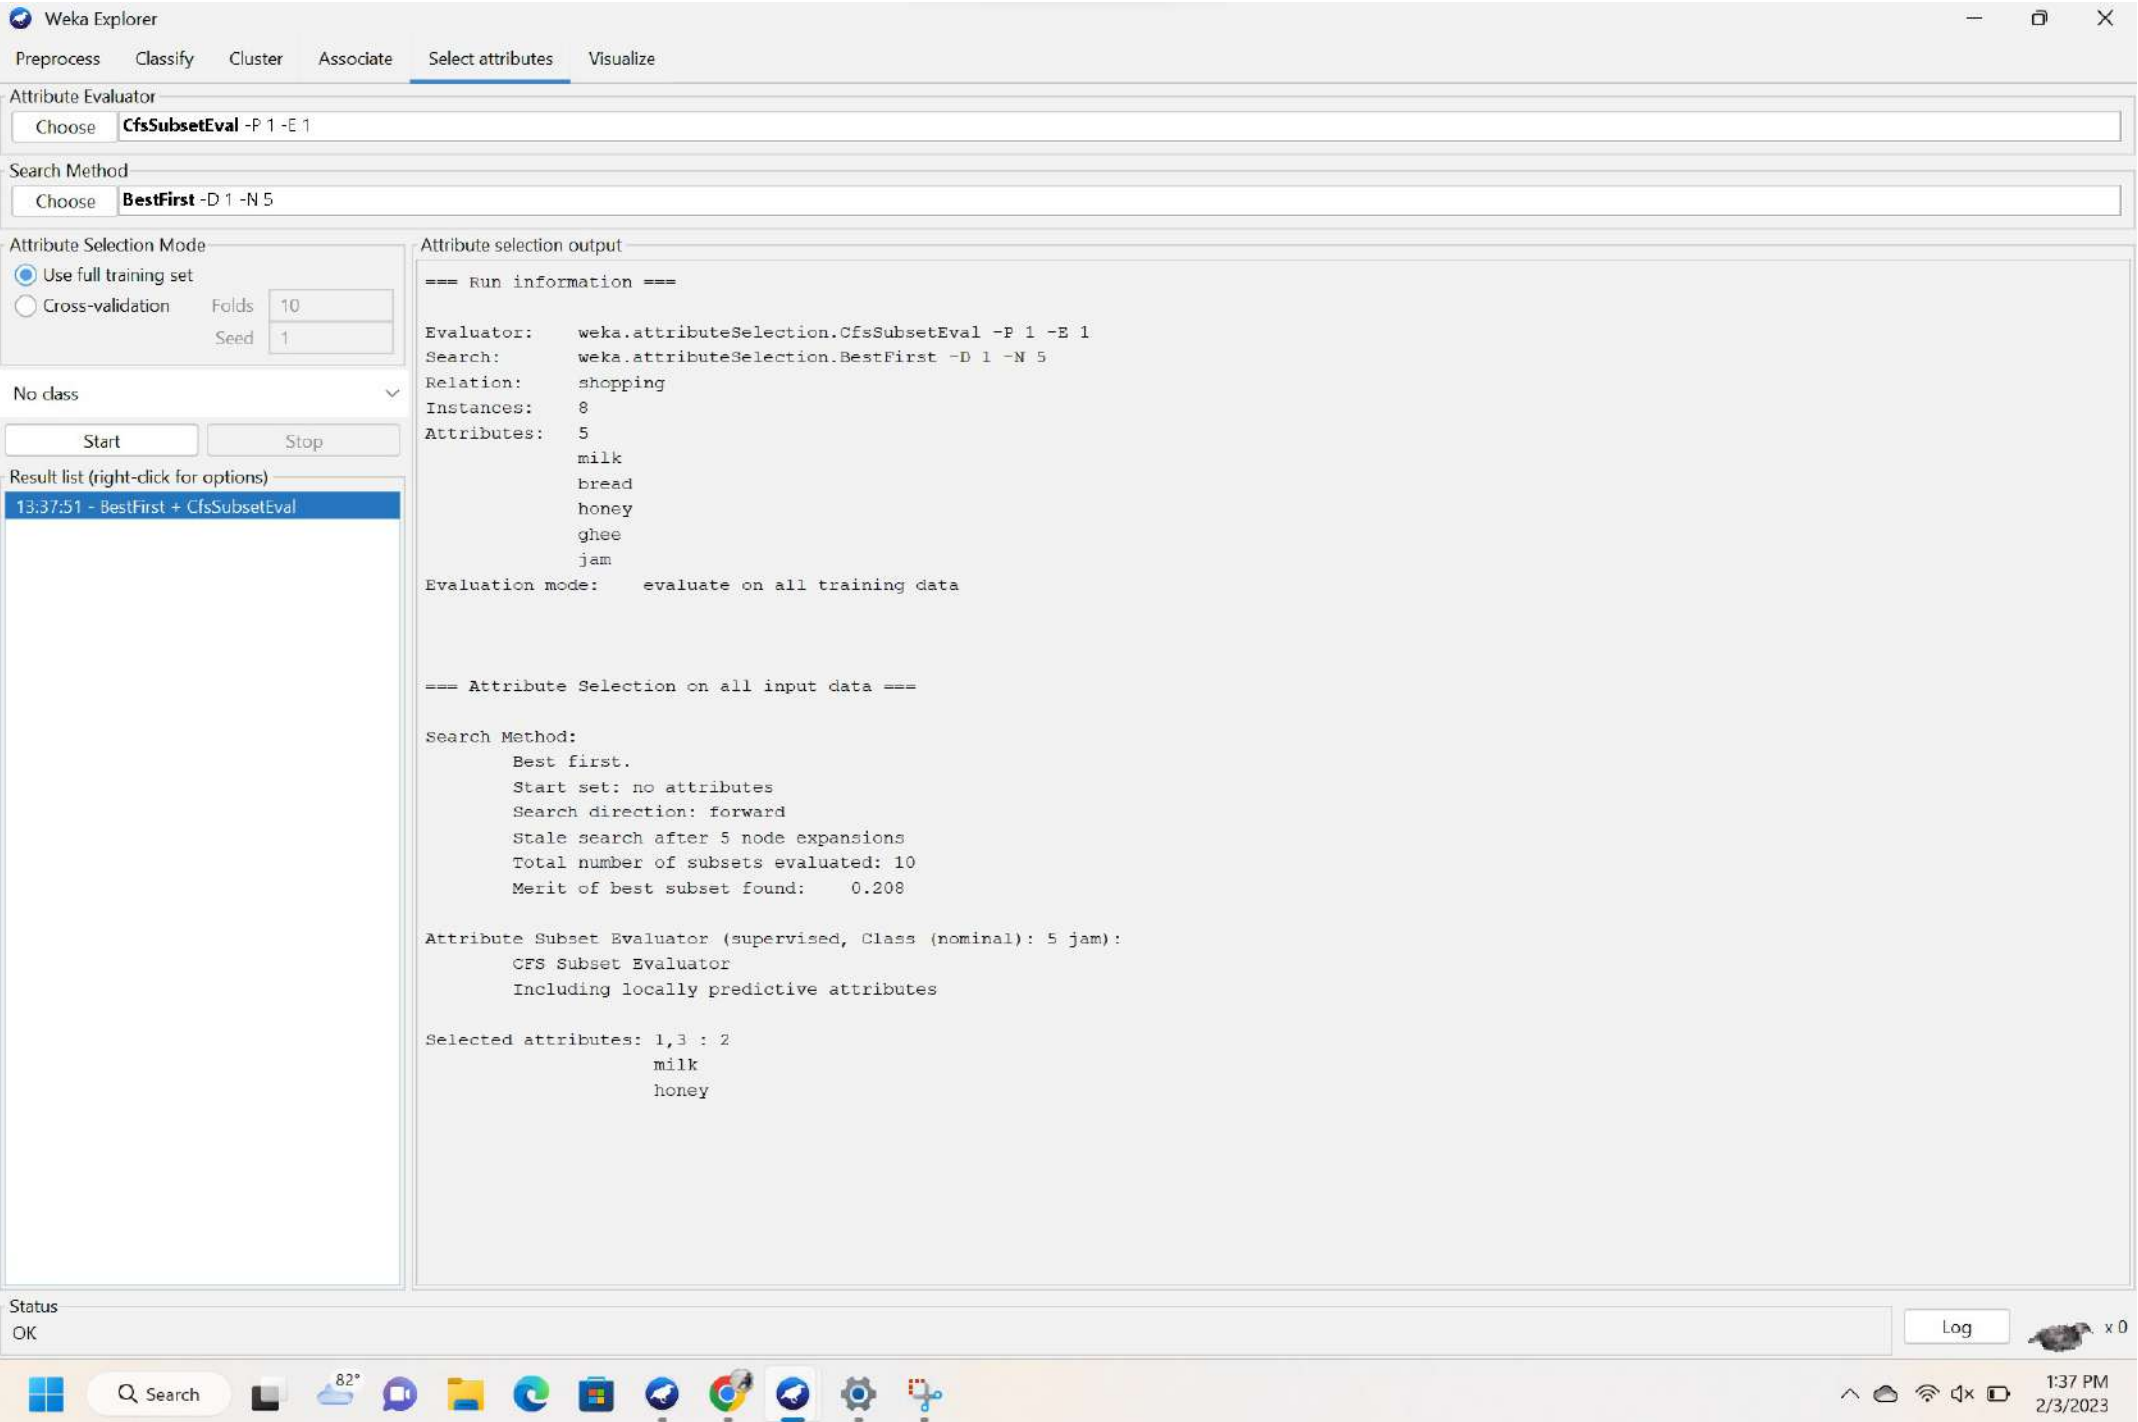 Weka Explorer
Preprocess Classify Cluster Associate Select attributes Visualize
Attribute Evaluator
Choose CfsSubsetEval -P 1 -E 1
Search Method
Choose BestFirst -D 1 -N 5
Attribute Selection Mode
Use full training set
Cross-validation Folds 10
Seed 1
No class
Start Stop
Result list (right-click for options)
13:37:51 - BestFirst + CfsSubsetEval
Attribute selection output
=== Run information ===
Evaluator: weka.attributeSelection.CfsSubsetEval -P 1 -E 1
Search: weka.attributeSelection.BestFirst -D 1 -N 5
Relation: shopping
Instances: 8
Attributes: 5
milk
bread
honey
ghee
jam
Evaluation mode: evaluate on all training data
=== Attribute Selection on all input data ===
Search Method:
Best first.
Start set: no attributes
Search direction: forward
Stale search after 5 node expansions
Total number of subsets evaluated: 10
Merit of best subset found: 0.208
Attribute Subset Evaluator (supervised, Class (nominal): 5 jam):
CFS Subset Evaluator
Including locally predictive attributes
Selected attributes: 1,3 : 2
milk
honey
Status
OK
Log x 0
Search 82°
1:37 PM
2/3/2023